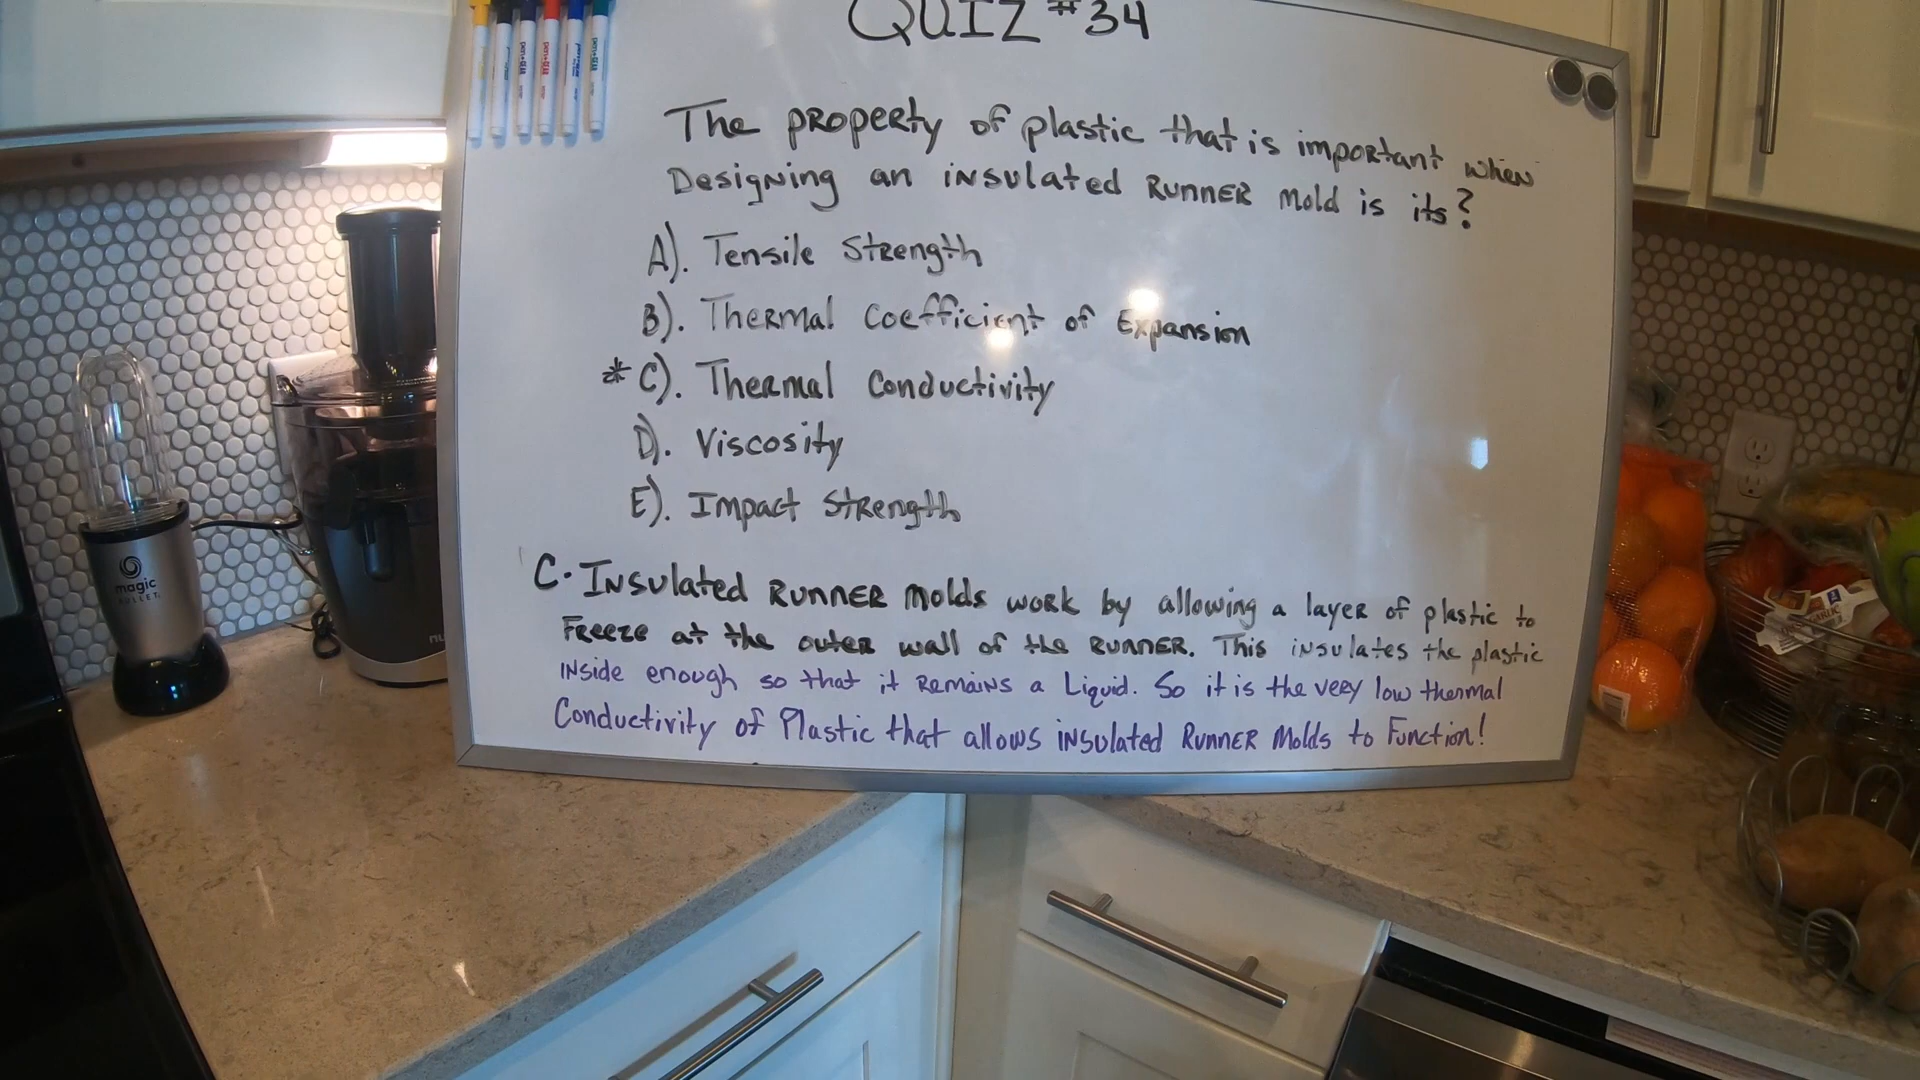 QUIZ #34
The property of plastic that is important when
Designing an insulated Runner Mold is its?
A). Tensile Strength
B). Thermal Coefficient of Expansion
* C). Thermal Conductivity
D). Viscosity
E). Impact Strength
C. Insulated Runner Molds work by allowing a layer of plastic to
Freeze at the outer wall of the Runner. This insulates the plastic
inside enough so that it remains a Liquid. So it is the very low thermal
Conductivity of Plastic that allows insulated Runner Molds to Function!
magic
BULLET
nu